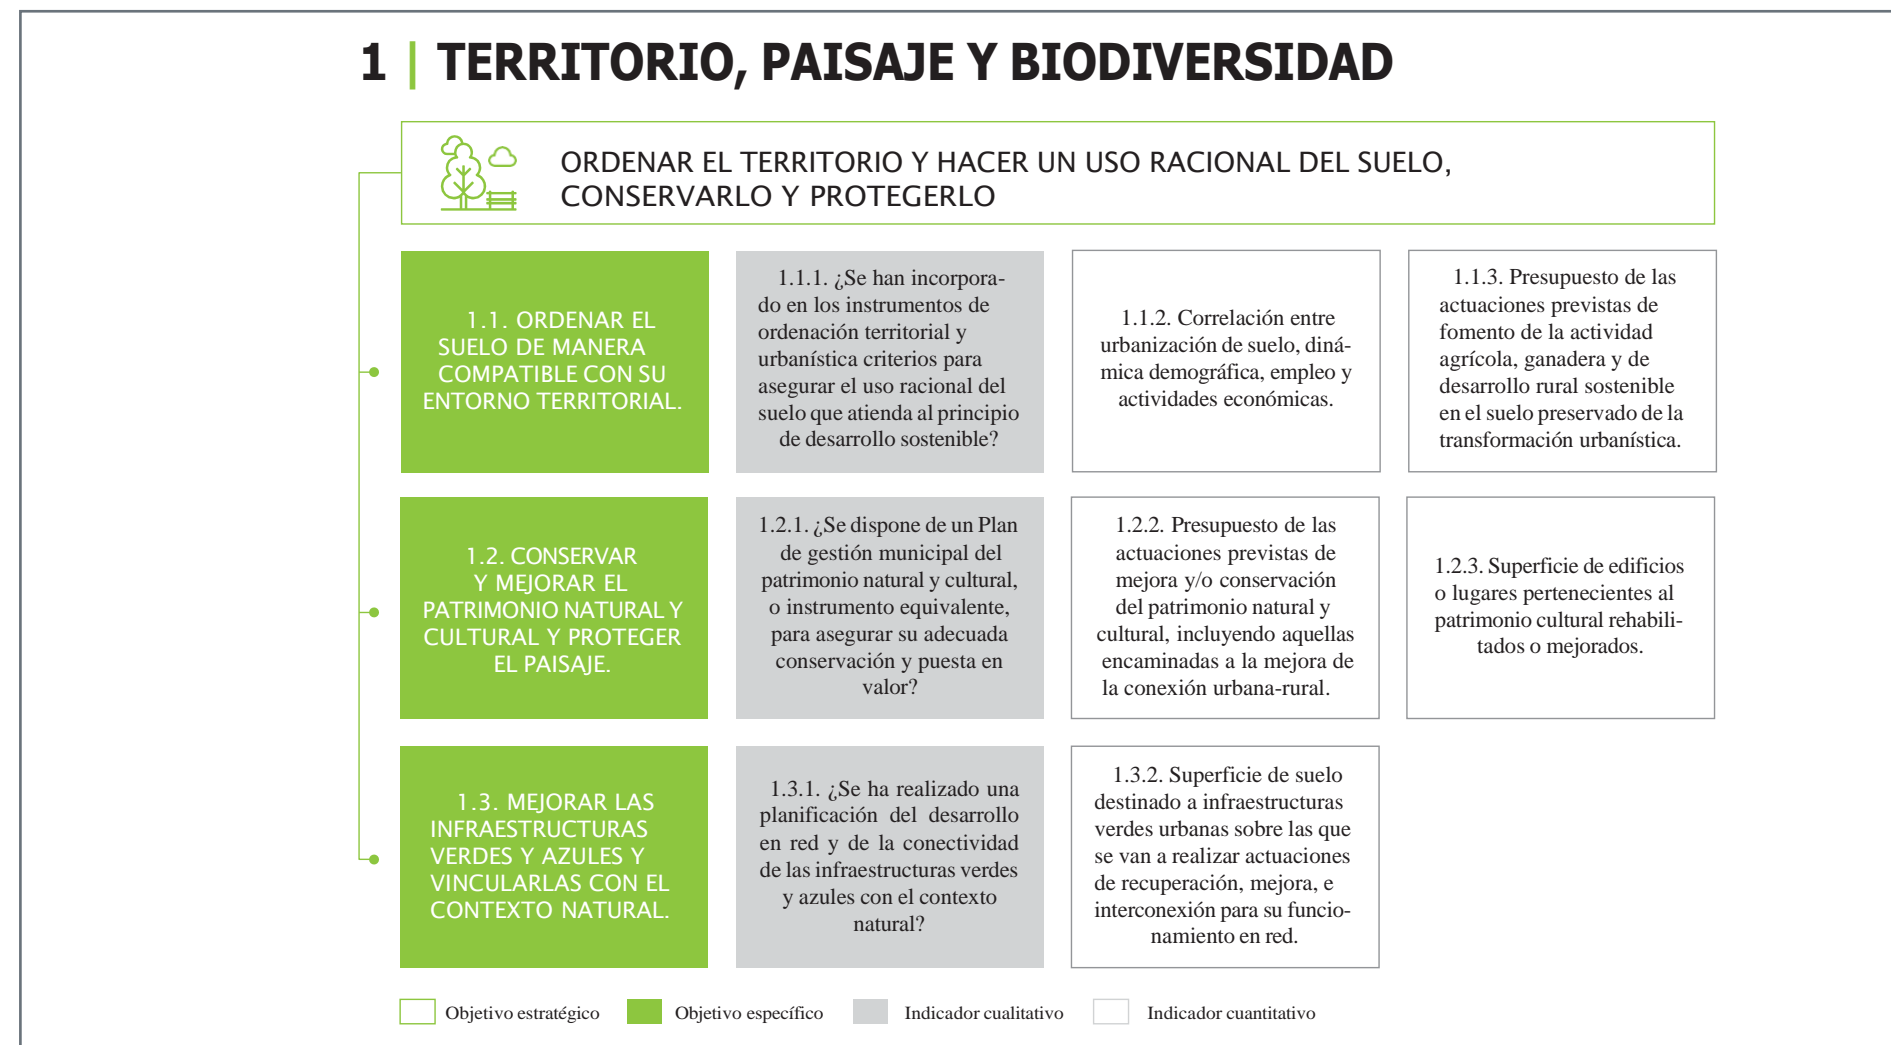 1 | TERRITORIO, PAISAJE Y BIODIVERSIDAD
ORDENAR EL TERRITORIO Y HACER UN USO RACIONAL DEL SUELO,
CONSERVARLO Y PROTEGERLO
1.1. ORDENAR EL
SUELO DE MANERA
COMPATIBLE CON SU
ENTORNO TERRITORIAL.
1.1.1. ¿Se han incorpora-
do en los instrumentos de
ordenación territorial y
urbanística criterios para
asegurar el uso racional del
suelo que atienda al principio
de desarrollo sostenible?
1.1.2. Correlación entre
urbanización de suelo, diná-
mica demográfica, empleo y
actividades económicas.
1.1.3. Presupuesto de las
actuaciones previstas de
fomento de la actividad
agrícola, ganadera y de
desarrollo rural sostenible
en el suelo preservado de la
transformación urbanística.
1.2. CONSERVAR
Y MEJORAR EL
PATRIMONIO NATURAL Y
CULTURAL Y PROTEGER
EL PAISAJE.
1.2.1. ¿Se dispone de un Plan
de gestión municipal del
patrimonio natural y cultural,
o instrumento equivalente,
para asegurar su adecuada
conservación y puesta en
valor?
1.2.2. Presupuesto de las
actuaciones previstas de
mejora y/o conservación
del patrimonio natural y
cultural, incluyendo aquellas
encaminadas a la mejora de
la conexión urbana-rural.
1.2.3. Superficie de edificios
o lugares pertenecientes al
patrimonio cultural rehabili-
tados o mejorados.
1.3. MEJORAR LAS
INFRAESTRUCTURAS
VERDES Y AZULES Y
VINCULARLAS CON EL
CONTEXTO NATURAL.
1.3.1. ¿Se ha realizado una
planificación del desarrollo
en red y de la conectividad
de las infraestructuras verdes
y azules con el contexto
natural?
1.3.2. Superficie de suelo
destinado a infraestructuras
verdes urbanas sobre las que
se van a realizar actuaciones
de recuperación, mejora, e
interconexión para su funcio-
namiento en red.
Objetivo estratégico
Objetivo específico
Indicador cualitativo
Indicador cuantitativo